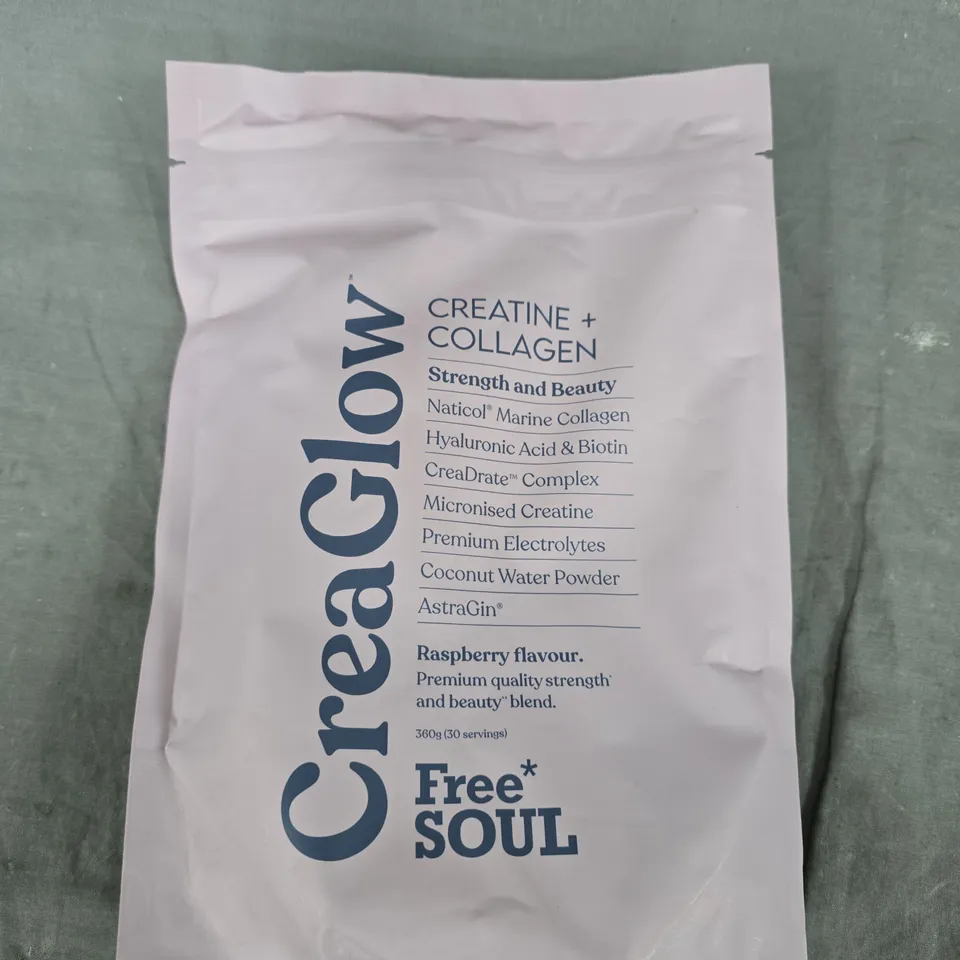 CreaGlow™
CREATINE +
COLLAGEN
Strength and Beauty
Naticol® Marine Collagen
Hyaluronic Acid & Biotin
CreaDrate™ Complex
Micronised Creatine
Premium Electrolytes
Coconut Water Powder
AstraGin®
Raspberry flavour.
Premium quality strength*
and beauty** blend.
360g (30 servings)
Free*
SOUL